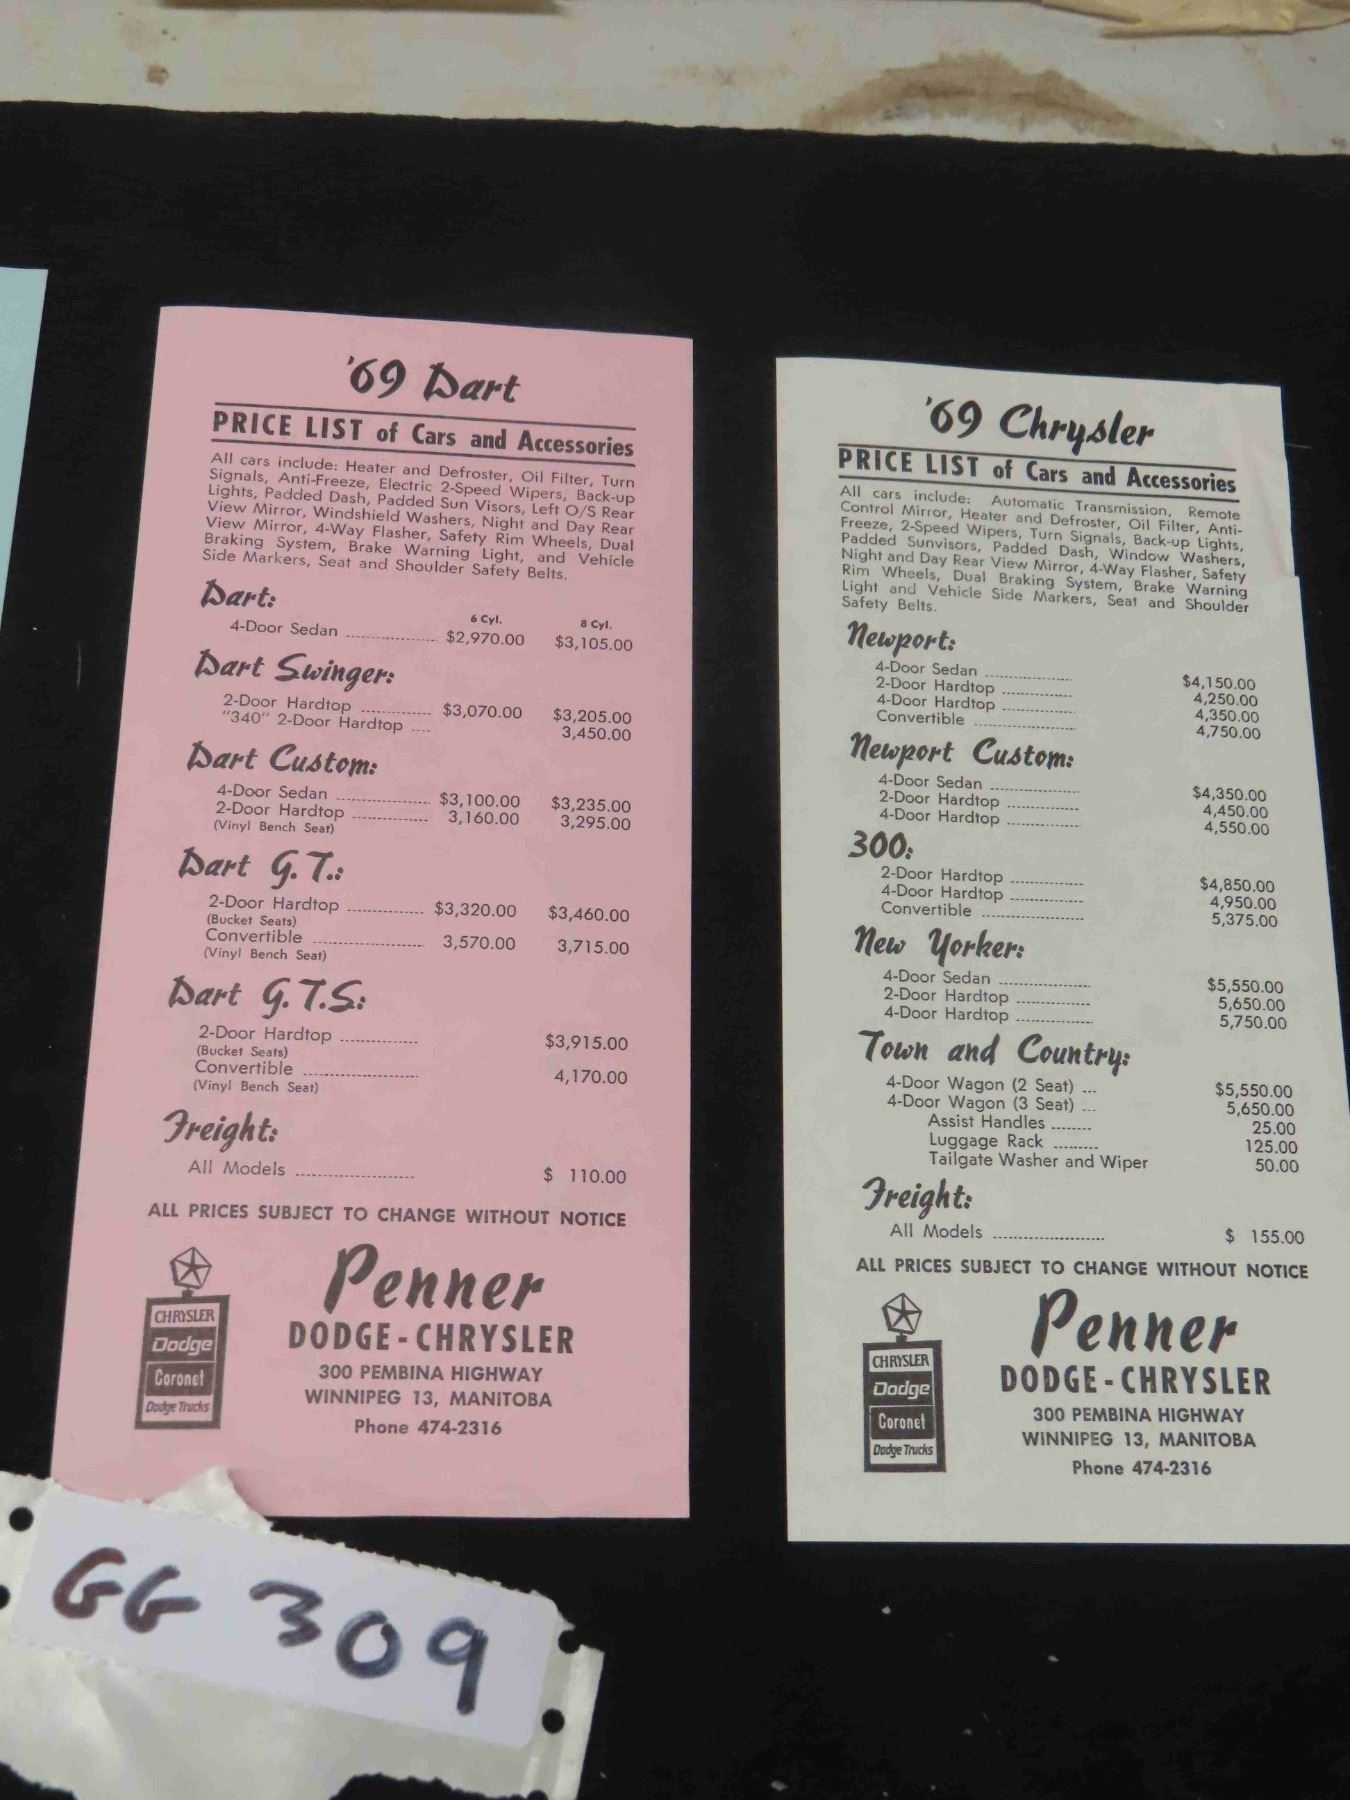 '69 Dart
PRICE LIST of Cars and Accessories
All cars include: Heater and Defroster, Oil Filter, Turn
Signals, Anti-Freeze, Electric 2-Speed Wipers, Back-up
Lights, Padded Dash, Padded Sun Visors, Left O/S Rear
View Mirror, Windshield Washers, Night and Day Rear
View Mirror, 4-Way Flasher, Safety Rim Wheels, Dual
Braking System, Brake Warning Light, and Vehicle
Side Markers, Seat and Shoulder Safety Belts.
Dart:
6 Cyl. 8 Cyl.
4-Door Sedan $2,970.00 $3,105.00
Dart Swinger:
2-Door Hardtop $3,070.00 $3,205.00
"340" 2-Door Hardtop 3,450.00
Dart Custom:
4-Door Sedan $3,100.00 $3,235.00
2-Door Hardtop 3,160.00 3,295.00
(Vinyl Bench Seat)
Dart G.T.:
2-Door Hardtop $3,320.00 $3,460.00
(Bucket Seats)
Convertible 3,570.00 3,715.00
(Vinyl Bench Seat)
Dart G.T.S.:
2-Door Hardtop $3,915.00
(Bucket Seats)
Convertible 4,170.00
(Vinyl Bench Seat)
Freight:
All Models $ 110.00
ALL PRICES SUBJECT TO CHANGE WITHOUT NOTICE
CHRYSLER
Dodge
Coronet
Dodge Trucks
Penner
DODGE-CHRYSLER
300 PEMBINA HIGHWAY
WINNIPEG 13, MANITOBA
Phone 474-2316
'69 Chrysler
PRICE LIST of Cars and Accessories
All cars include: Automatic Transmission, Remote
Control Mirror, Heater and Defroster, Oil Filter, Anti-
Freeze, 2-Speed Wipers, Turn Signals, Back-up Lights,
Padded Sunvisors, Padded Dash, Window Washers,
Night and Day Rear View Mirror, 4-Way Flasher, Safety
Rim Wheels, Dual Braking System, Brake Warning
Light and Vehicle Side Markers, Seat and Shoulder
Safety Belts.
Newport:
4-Door Sedan $4,150.00
2-Door Hardtop 4,250.00
4-Door Hardtop 4,350.00
Convertible 4,750.00
Newport Custom:
4-Door Sedan $4,350.00
2-Door Hardtop 4,450.00
4-Door Hardtop 4,550.00
300:
2-Door Hardtop $4,850.00
4-Door Hardtop 4,950.00
Convertible 5,375.00
New Yorker:
4-Door Sedan $5,550.00
2-Door Hardtop 5,650.00
4-Door Hardtop 5,750.00
Town and Country:
4-Door Wagon (2 Seat) $5,550.00
4-Door Wagon (3 Seat) 5,650.00
Assist Handles 25.00
Luggage Rack 125.00
Tailgate Washer and Wiper 50.00
Freight:
All Models $ 155.00
ALL PRICES SUBJECT TO CHANGE WITHOUT NOTICE
CHRYSLER
Dodge
Coronet
Dodge Trucks
Penner
DODGE-CHRYSLER
300 PEMBINA HIGHWAY
WINNIPEG 13, MANITOBA
Phone 474-2316
GG 309